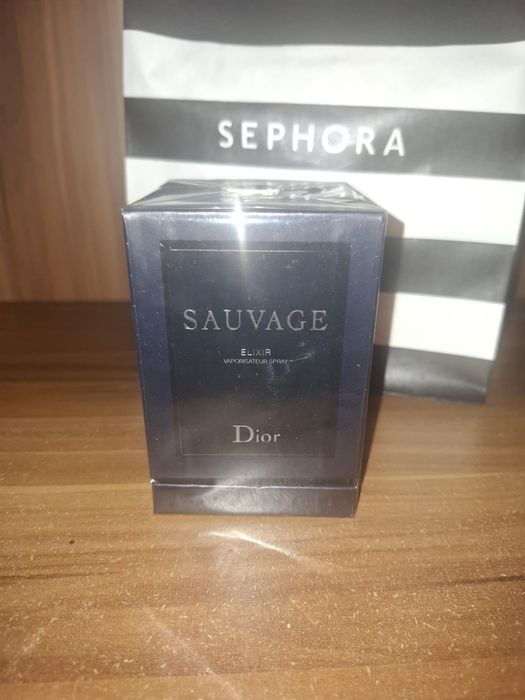 SEPHORA
SAUVAGE
ELIXIR
VAPORISATEUR SPRAY
Dior